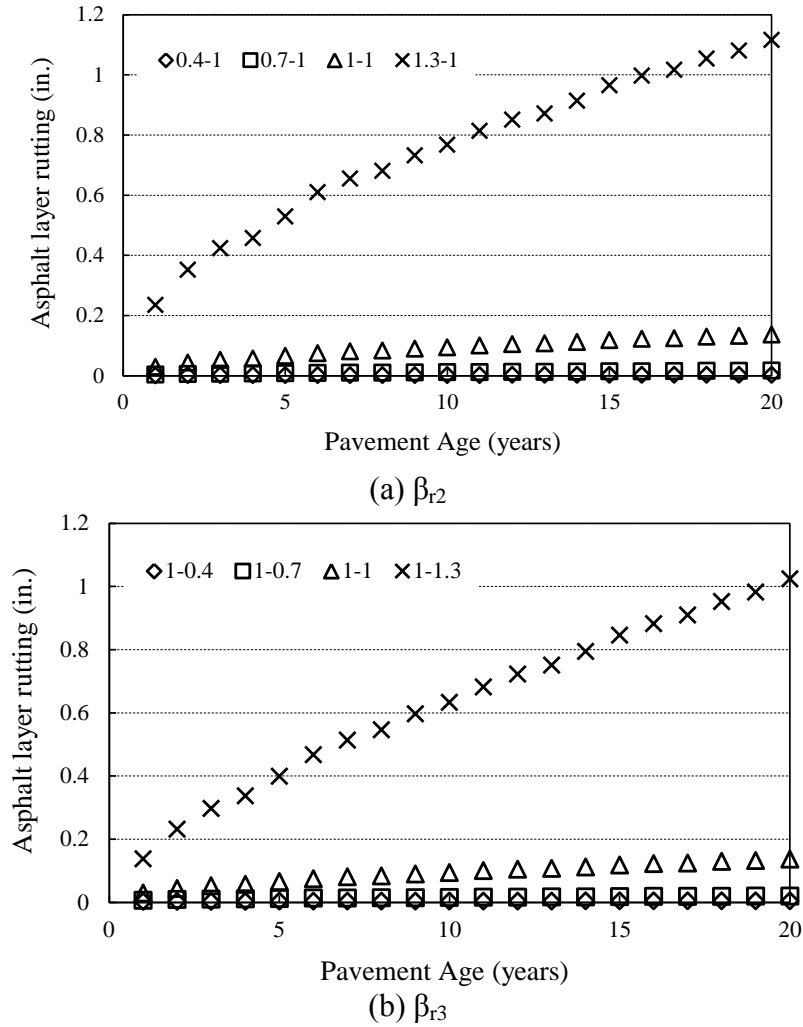 1.2
◇0.4-1 □0.7-1 △1-1 ×1.3-1
1
0.8
0.6
0.4
0.2
0
0 5 10 15 20
Asphalt layer rutting (in.)
Pavement Age (years)
(a) βr2
1.2
◇1-0.4 □1-0.7 △1-1 ×1-1.3
1
0.8
0.6
0.4
0.2
0
0 5 10 15 20
Asphalt layer rutting (in.)
Pavement Age (years)
(b) βr3